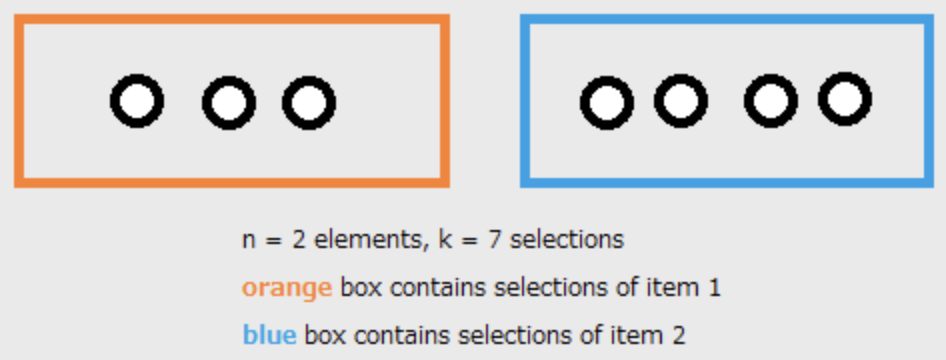 n = 2 elements, k = 7 selections
orange box contains selections of item 1
blue box contains selections of item 2